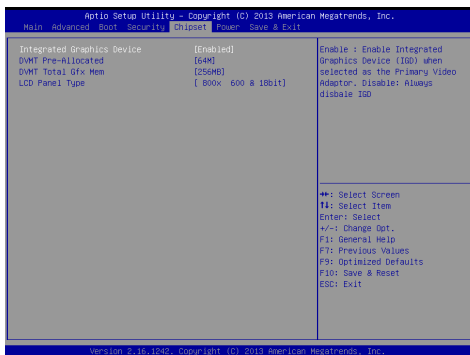 Aptio Setup Utility – Copyright (C) 2013 American Megatrends, Inc.
Main Advanced Boot Security Chipset Power Save & Exit
Integrated Graphics Device [Enabled]
DVMT Pre-Allocated [64M]
DVMT Total Gfx Mem [256MB]
LCD Panel Type [ 800x 600 & 18bit]
Enable : Enable Integrated
Graphics Device (IGD) when
selected as the Primary Video
Adaptor. Disable: Always
disbale IGD
→←: Select Screen
↑↓: Select Item
Enter: Select
+/-: Change Opt.
F1: General Help
F7: Previous Values
F9: Optimized Defaults
F10: Save & Reset
ESC: Exit
Version 2.16.1242. Copyright (C) 2013 American Megatrends, Inc.